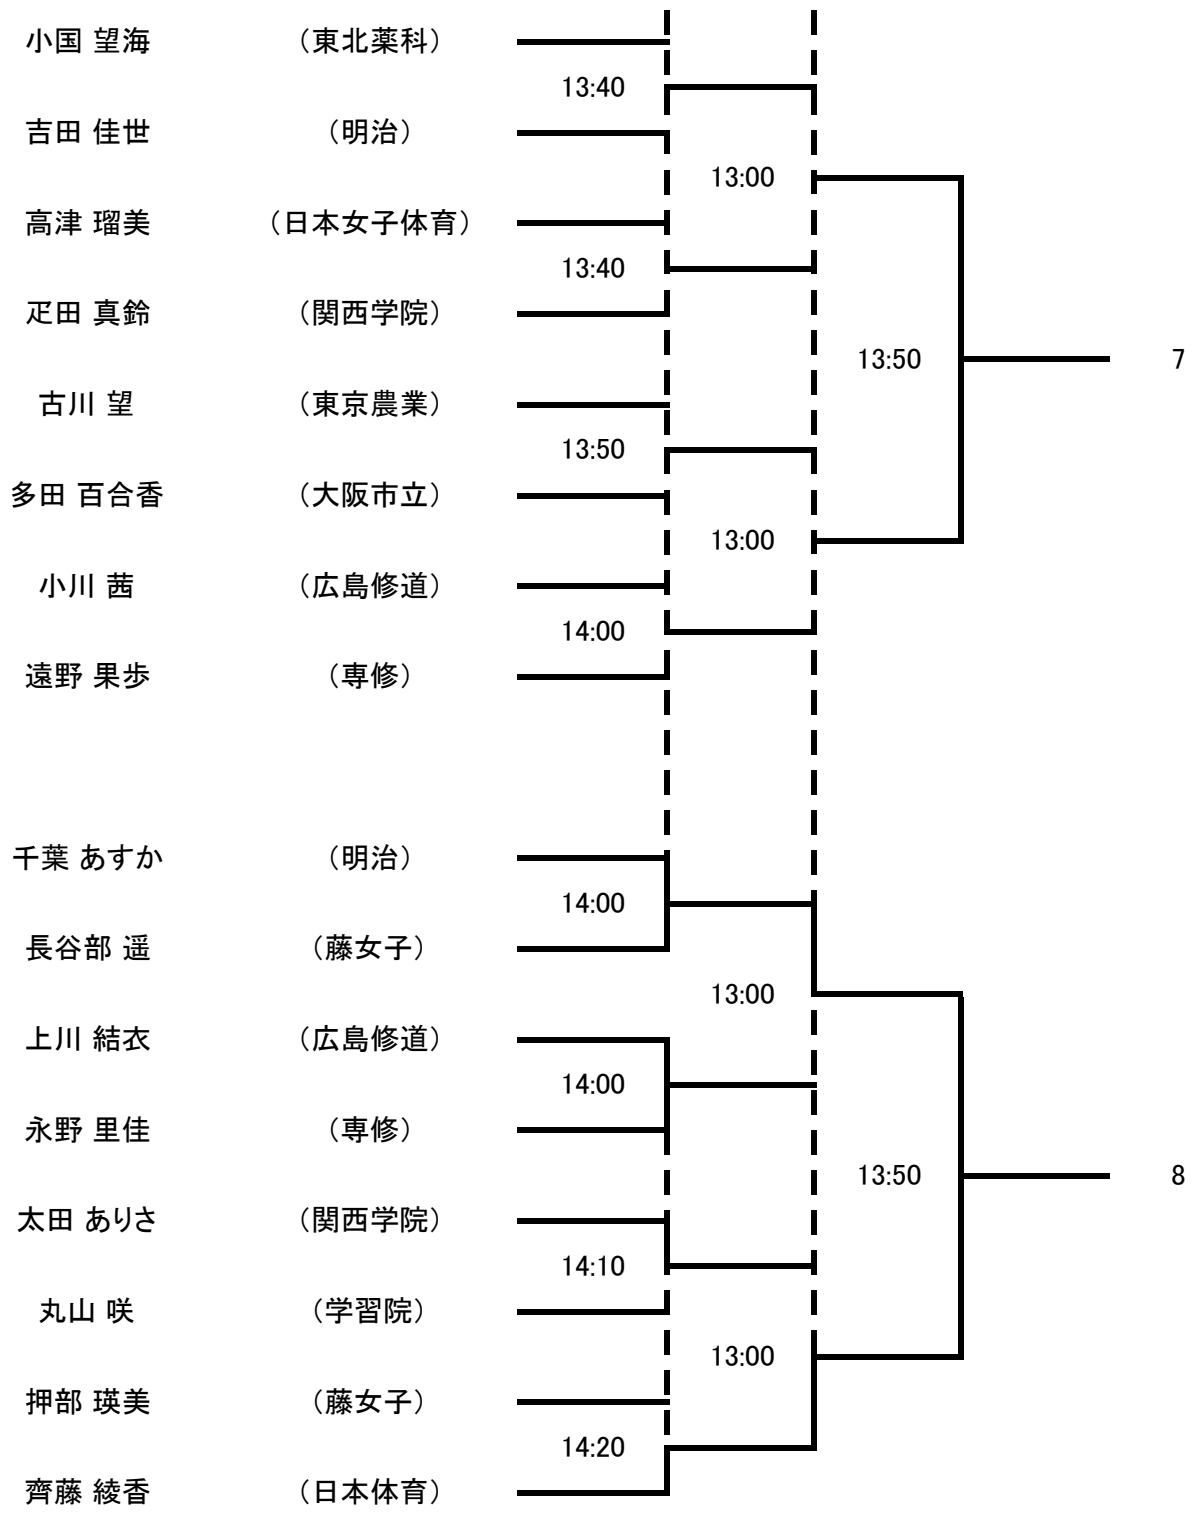 小国 望海 （東北薬科）
13:40
吉田 佳世 （明治）
13:00
高津 瑠美 （日本女子体育）
13:40
疋田 真鈴 （関西学院）
13:50 7
古川 望 （東京農業）
13:50
多田 百合香 （大阪市立）
13:00
小川 茜 （広島修道）
14:00
遠野 果歩 （専修）
千葉 あすか （明治）
14:00
長谷部 遥 （藤女子）
13:00
上川 結衣 （広島修道）
14:00
永野 里佳 （専修）
13:50 8
太田 ありさ （関西学院）
14:10
丸山 咲 （学習院）
13:00
押部 瑛美 （藤女子）
14:20
齊藤 綾香 （日本体育）